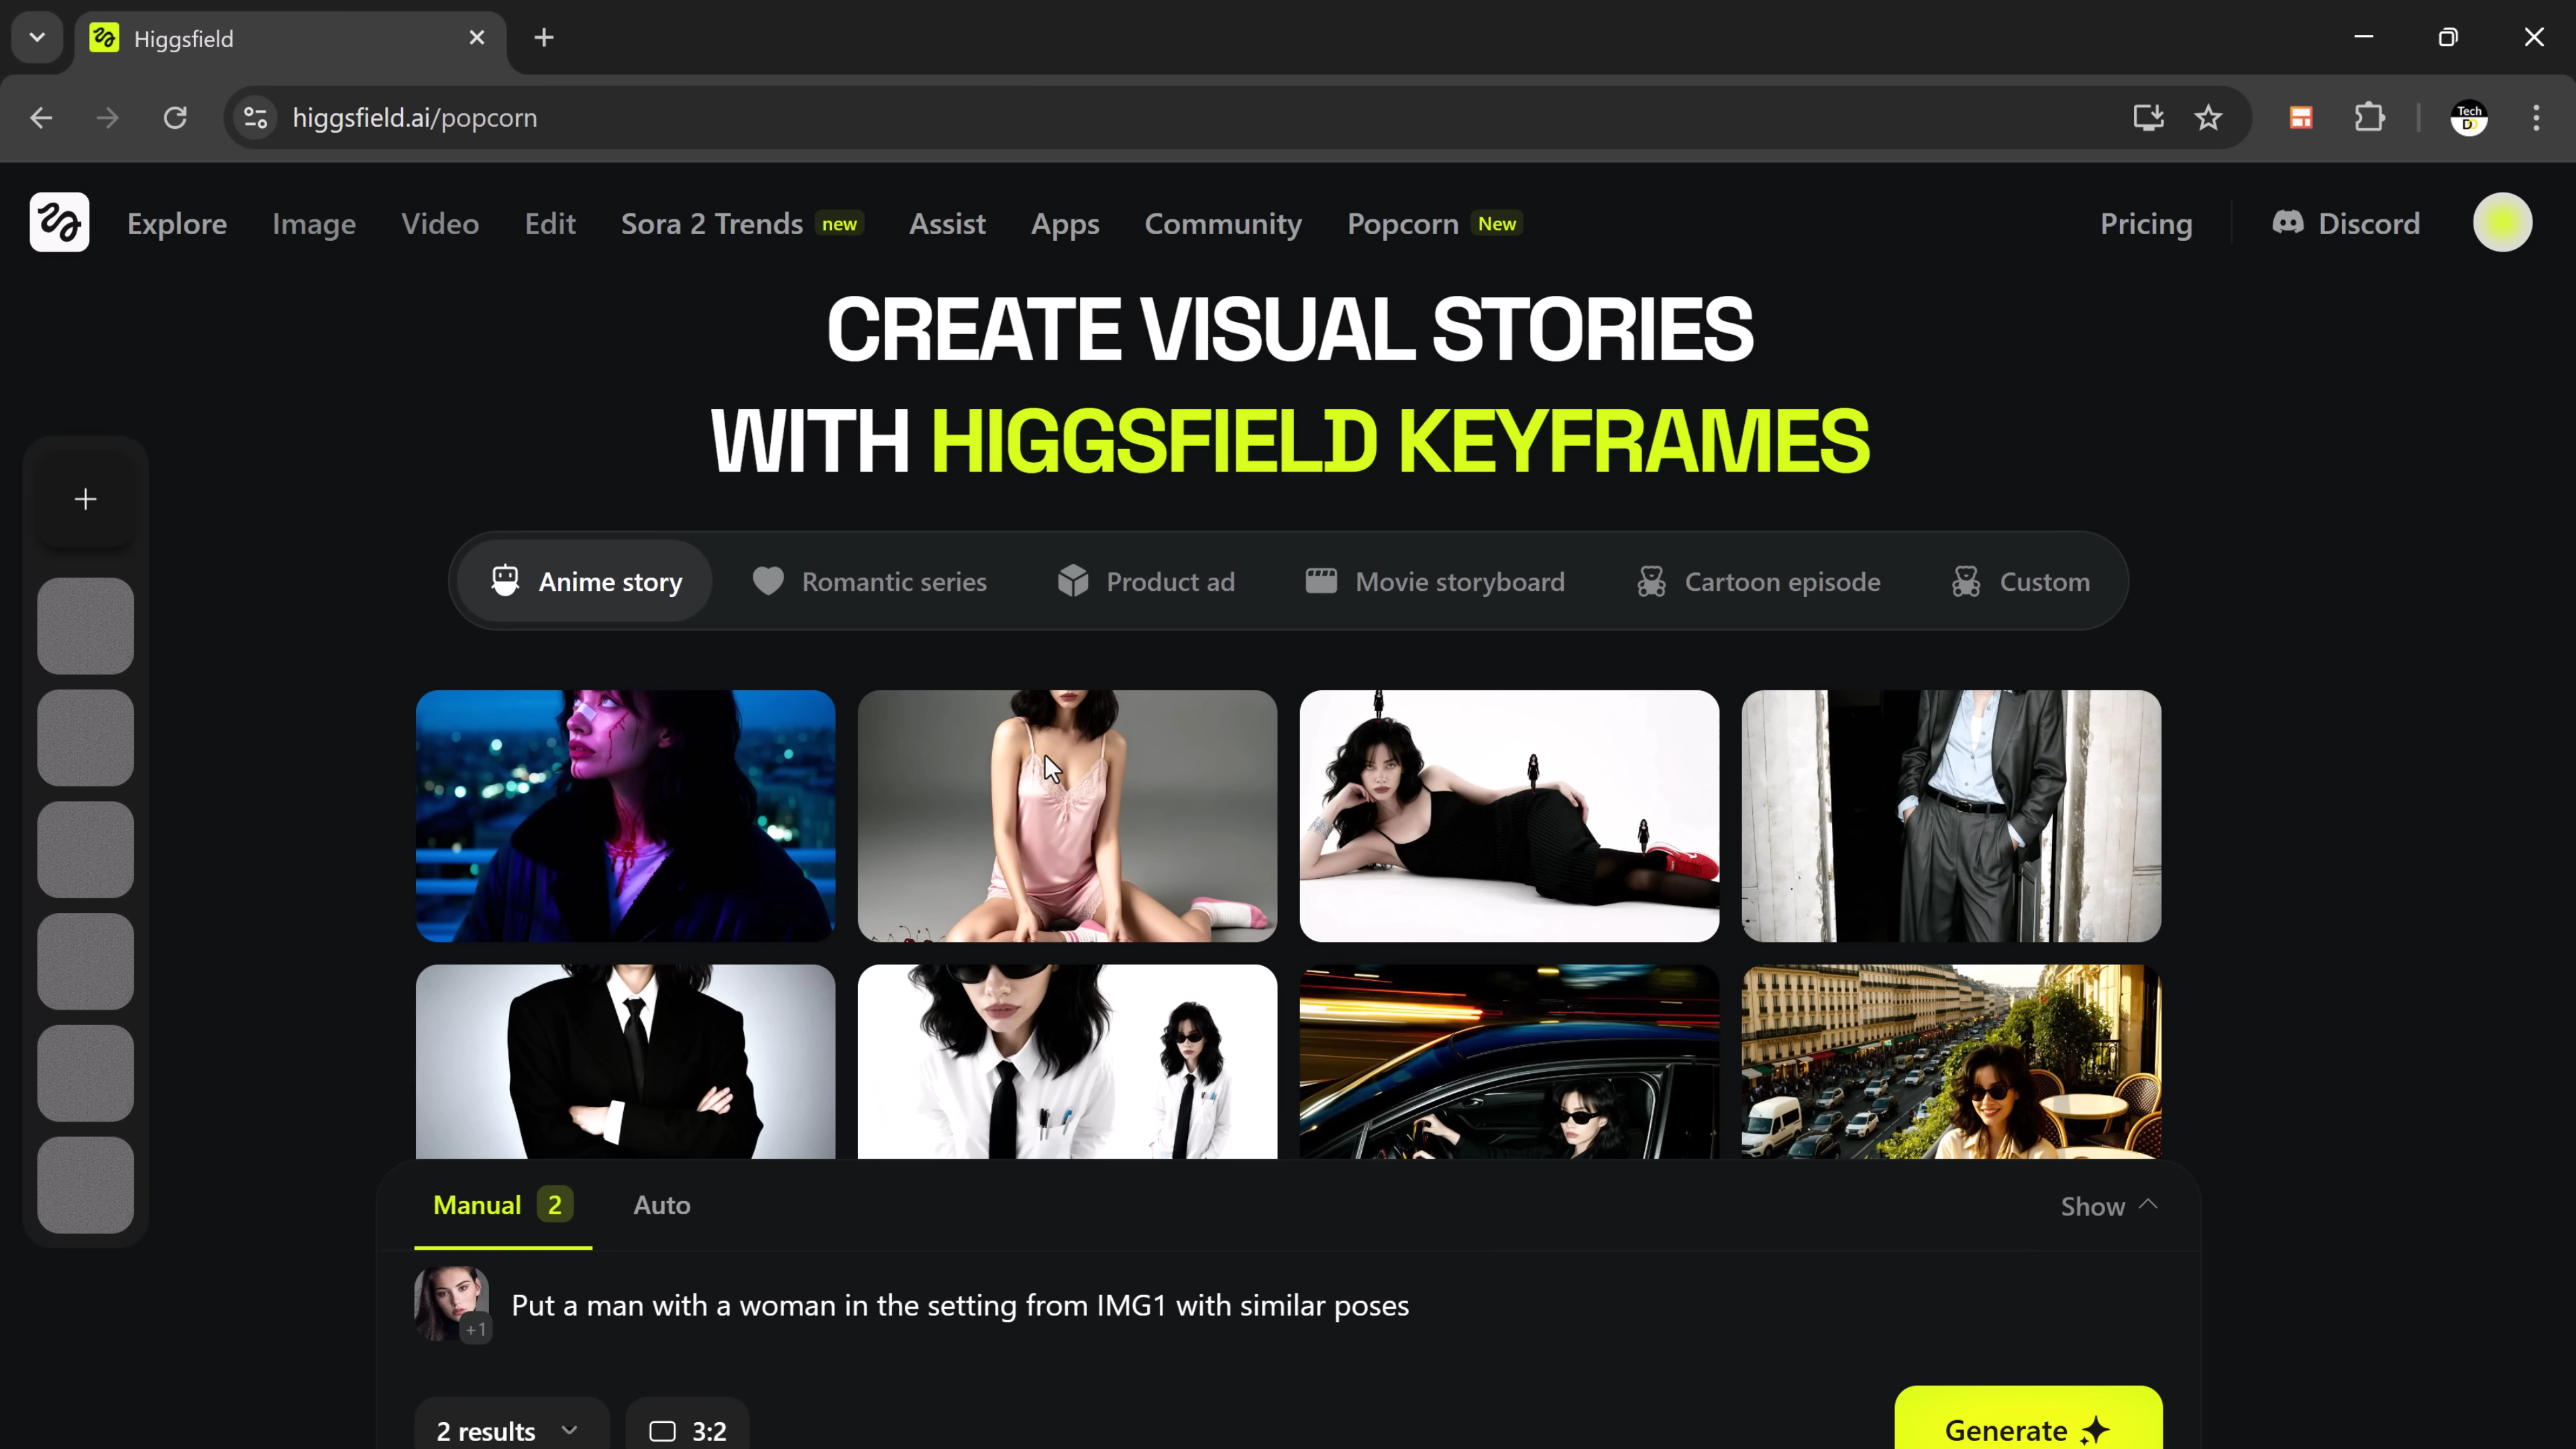 Higgsfield
higgsfield.ai/popcorn
Tech
Explore Image Video Edit Sora 2 Trends new Assist Apps Community Popcorn New Pricing Discord
CREATE VISUAL STORIES
WITH HIGGSFIELD KEYFRAMES
Anime story Romantic series Product ad Movie storyboard Cartoon episode Custom
Manual 2 Auto Show
Put a man with a woman in the setting from IMG1 with similar poses
+1
2 results 3:2 Generate